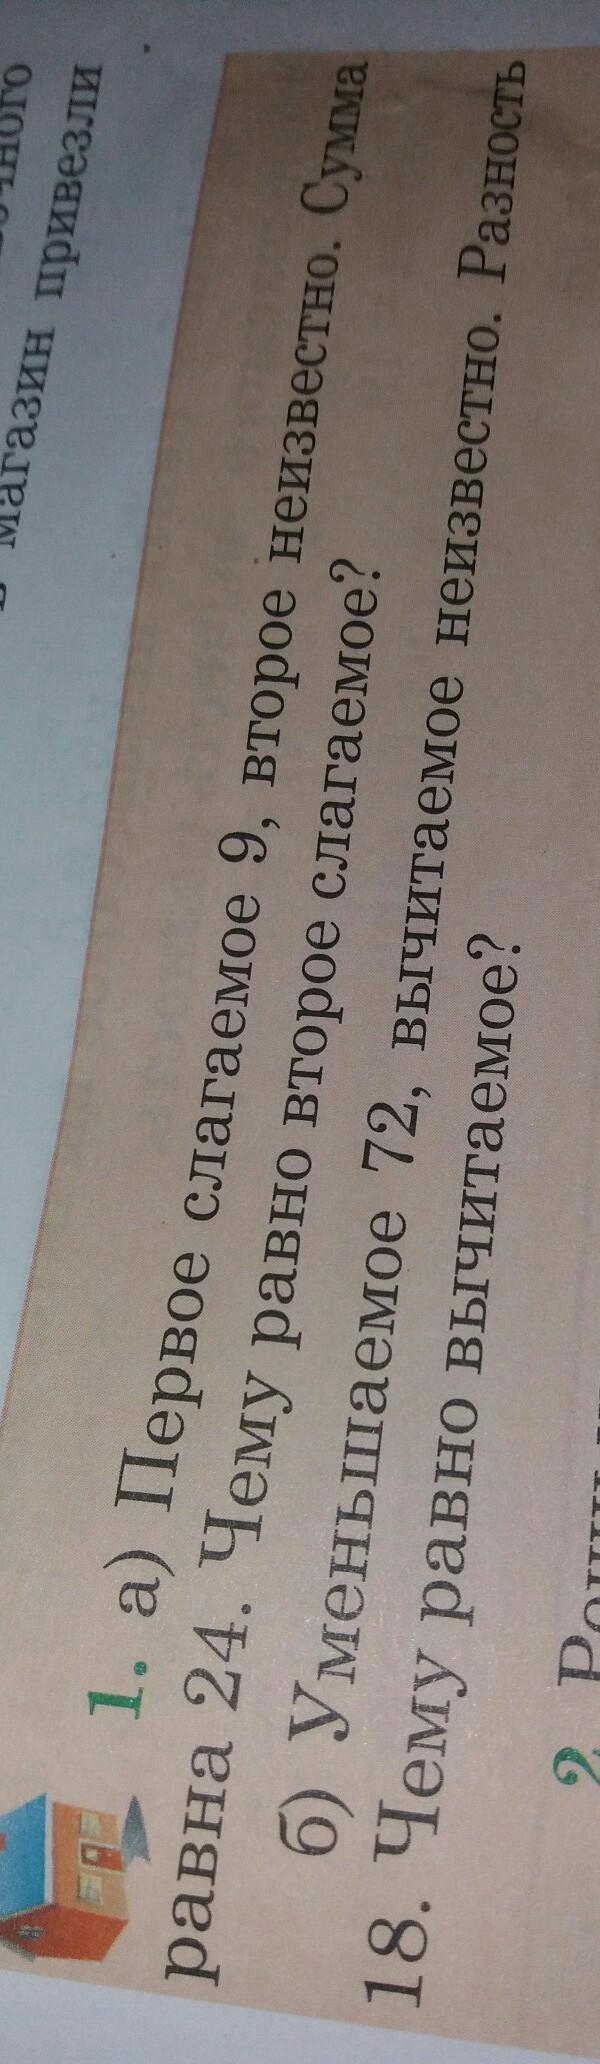 магазин привезли
1. а) Первое слагаемое 9, второе неизвестно. Сумма
равна 24. Чему равно второе слагаемое?
б) Уменьшаемое 72, вычитаемое неизвестно. Разность
18. Чему равно вычитаемое?
2